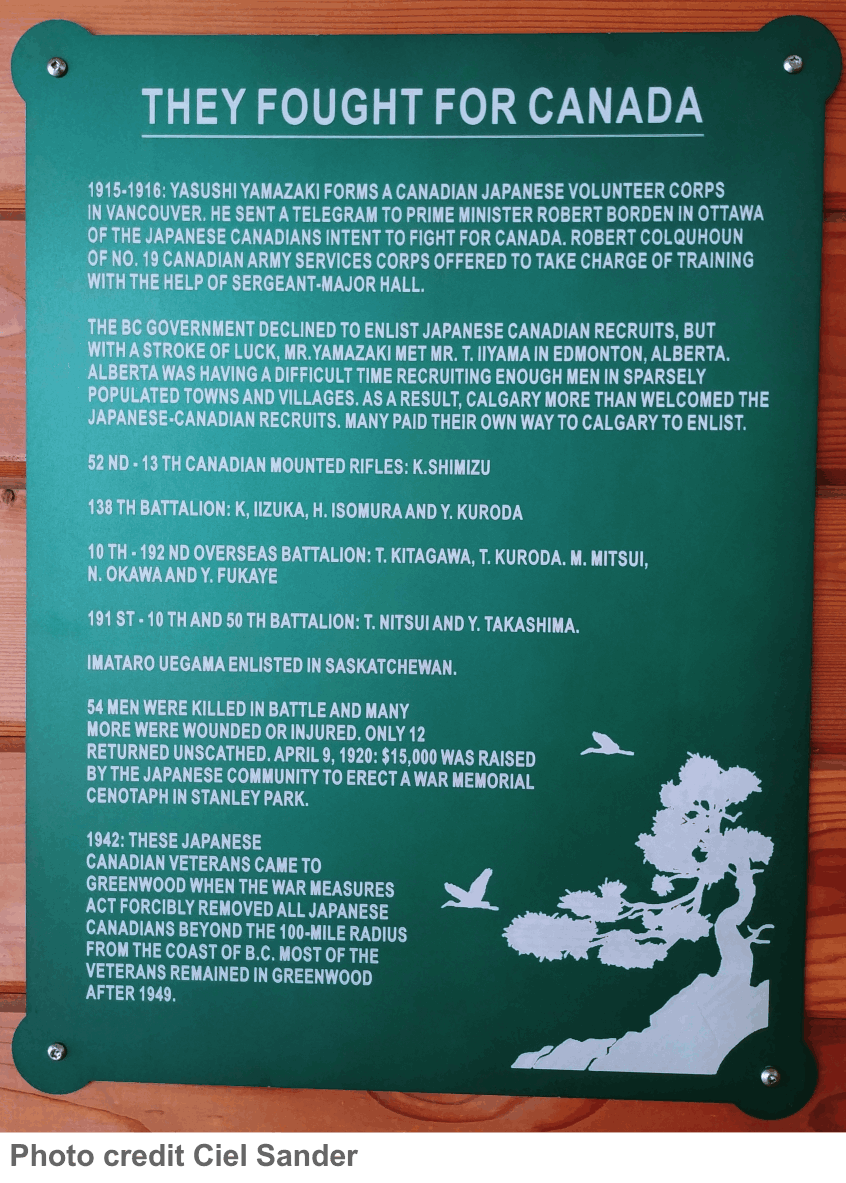 THEY FOUGHT FOR CANADA
1915-1916: YASUSHI YAMAZAKI FORMS A CANADIAN JAPANESE VOLUNTEER CORPS
IN VANCOUVER. HE SENT A TELEGRAM TO PRIME MINISTER ROBERT BORDEN IN OTTAWA
OF THE JAPANESE CANADIANS INTENT TO FIGHT FOR CANADA. ROBERT COLQUHOUN
OF NO. 19 CANADIAN ARMY SERVICES CORPS OFFERED TO TAKE CHARGE OF TRAINING
WITH THE HELP OF SERGEANT-MAJOR HALL.
THE BC GOVERNMENT DECLINED TO ENLIST JAPANESE CANADIAN RECRUITS, BUT
WITH A STROKE OF LUCK, MR.YAMAZAKI MET MR. T. IIYAMA IN EDMONTON, ALBERTA.
ALBERTA WAS HAVING A DIFFICULT TIME RECRUITING ENOUGH MEN IN SPARSELY
POPULATED TOWNS AND VILLAGES. AS A RESULT, CALGARY MORE THAN WELCOMED THE
JAPANESE-CANADIAN RECRUITS. MANY PAID THEIR OWN WAY TO CALGARY TO ENLIST.
52 ND - 13 TH CANADIAN MOUNTED RIFLES: K.SHIMIZU
138 TH BATTALION: K, IIZUKA, H. ISOMURA AND Y. KURODA
10 TH - 192 ND OVERSEAS BATTALION: T. KITAGAWA, T. KURODA. M. MITSUI,
N. OKAWA AND Y. FUKAYE
191 ST - 10 TH AND 50 TH BATTALION: T. NITSUI AND Y. TAKASHIMA.
IMATARO UEGAMA ENLISTED IN SASKATCHEWAN.
54 MEN WERE KILLED IN BATTLE AND MANY
MORE WERE WOUNDED OR INJURED. ONLY 12
RETURNED UNSCATHED. APRIL 9, 1920: $15,000 WAS RAISED
BY THE JAPANESE COMMUNITY TO ERECT A WAR MEMORIAL
CENOTAPH IN STANLEY PARK.
1942: THESE JAPANESE
CANADIAN VETERANS CAME TO
GREENWOOD WHEN THE WAR MEASURES
ACT FORCIBLY REMOVED ALL JAPANESE
CANADIANS BEYOND THE 100-MILE RADIUS
FROM THE COAST OF B.C. MOST OF THE
VETERANS REMAINED IN GREENWOOD
AFTER 1949.
Photo credit Ciel Sander